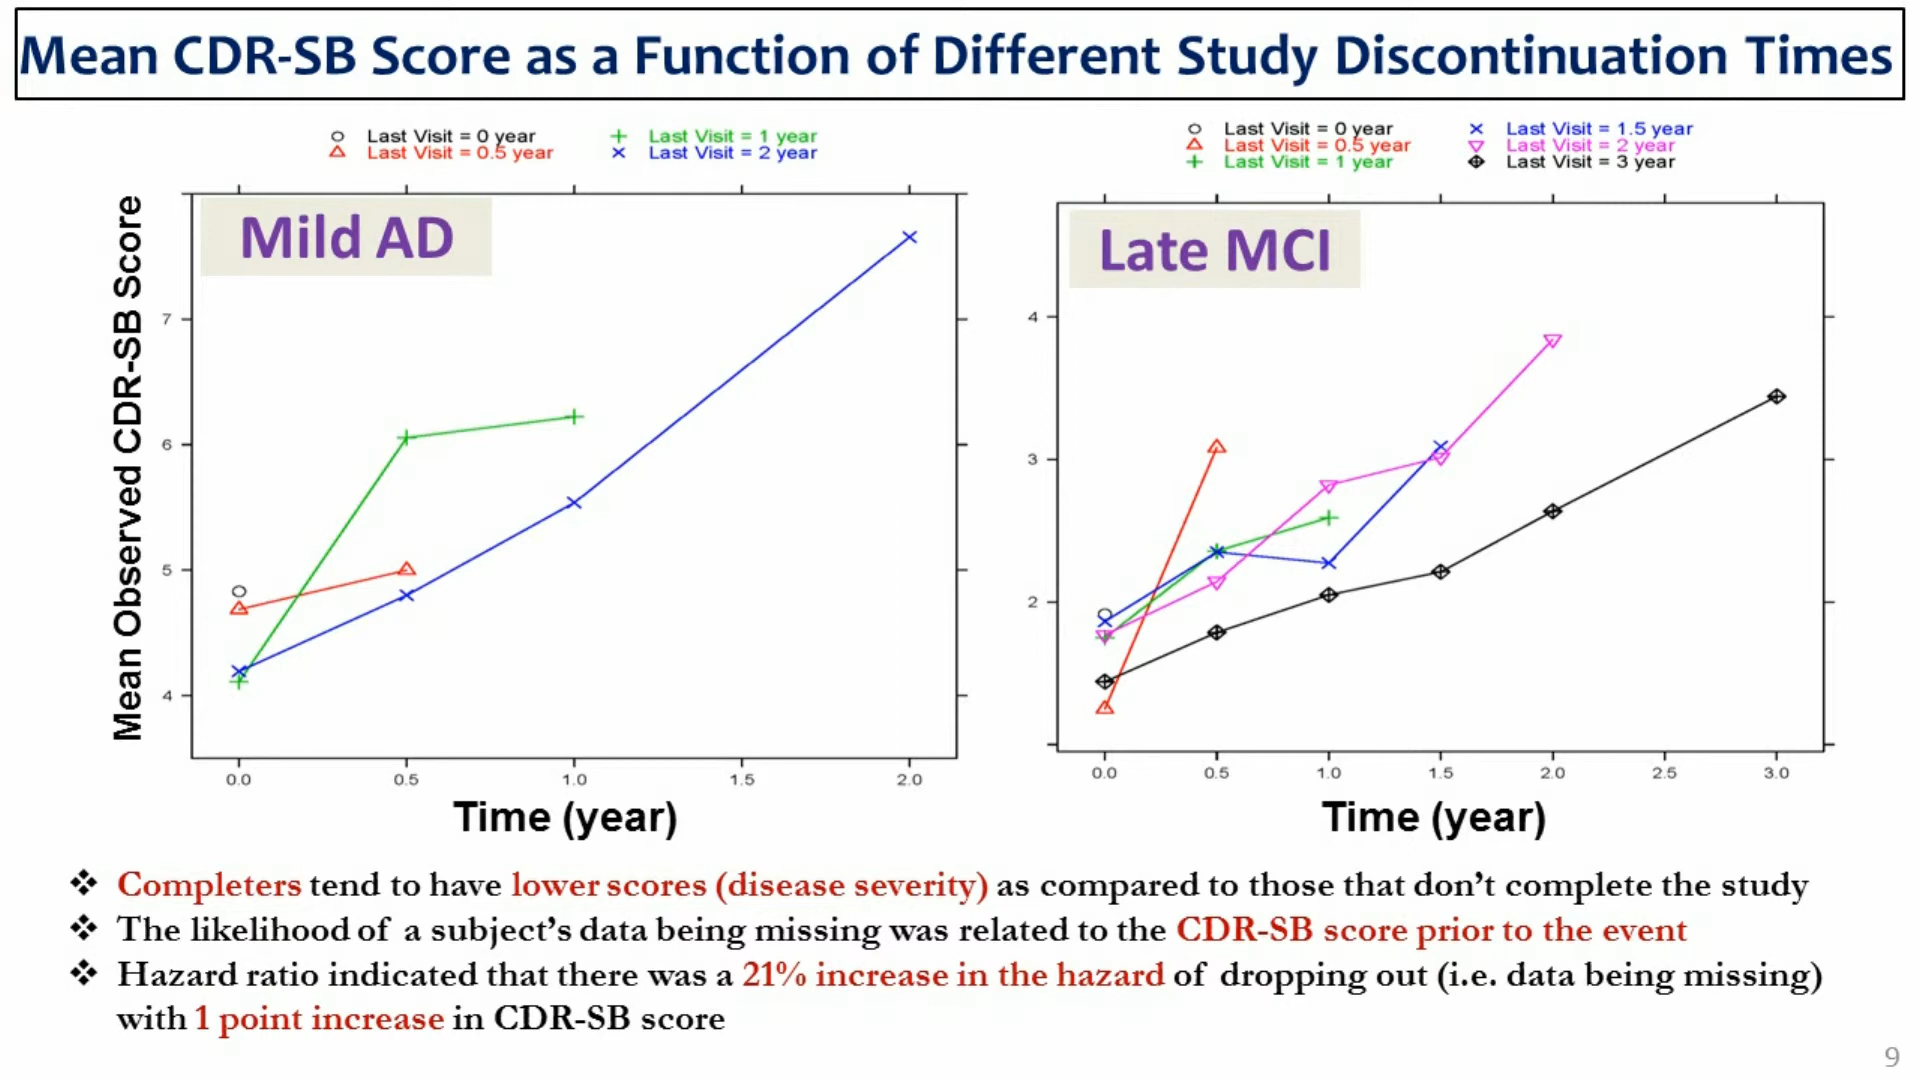 Mean CDR-SB Score as a Function of Different Study Discontinuation Times
Last Visit = 0 year
Last Visit = 0.5 year
Last Visit = 1 year
Last Visit = 2 year
Mild AD
Mean Observed CDR-SB Score
7
6
5
4
0.0 0.5 1.0 1.5 2.0
Time (year)
Last Visit = 0 year
Last Visit = 0.5 year
Last Visit = 1 year
Last Visit = 1.5 year
Last Visit = 2 year
Last Visit = 3 year
Late MCI
4
3
2
0.0 0.5 1.0 1.5 2.0 2.5 3.0
Time (year)
❖ Completers tend to have lower scores (disease severity) as compared to those that don’t complete the study
❖ The likelihood of a subject’s data being missing was related to the CDR-SB score prior to the event
❖ Hazard ratio indicated that there was a 21% increase in the hazard of dropping out (i.e. data being missing)
with 1 point increase in CDR-SB score
9